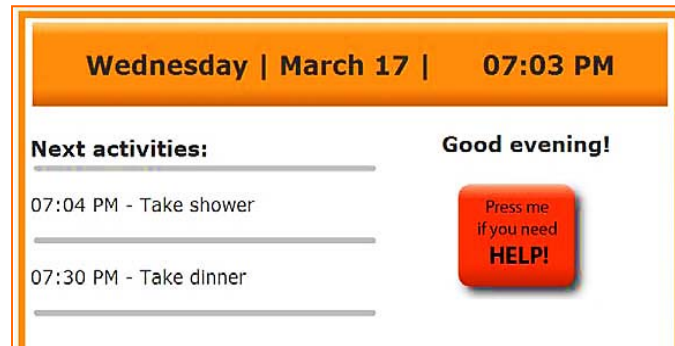 Wednesday | March 17 | 07:03 PM
Next activities:
Good evening!
07:04 PM - Take shower
07:30 PM - Take dinner
Press me
if you need
HELP!